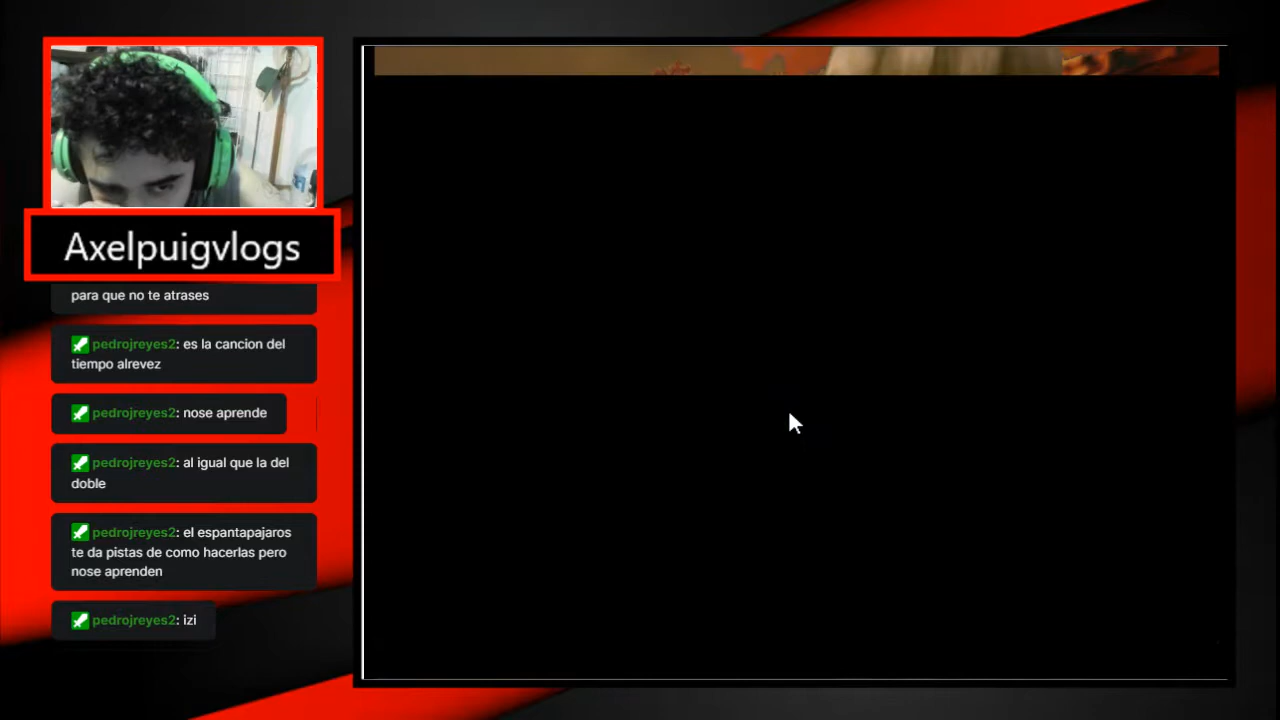 Axelpuigvlogs
para que no te atrases
pedrojreyes2: es la cancion del
tiempo alrevez
pedrojreyes2: nose aprende
pedrojreyes2: al igual que la del
doble
pedrojreyes2: el espantapajaros
te da pistas de como hacerlas pero
nose aprenden
pedrojreyes2: izi